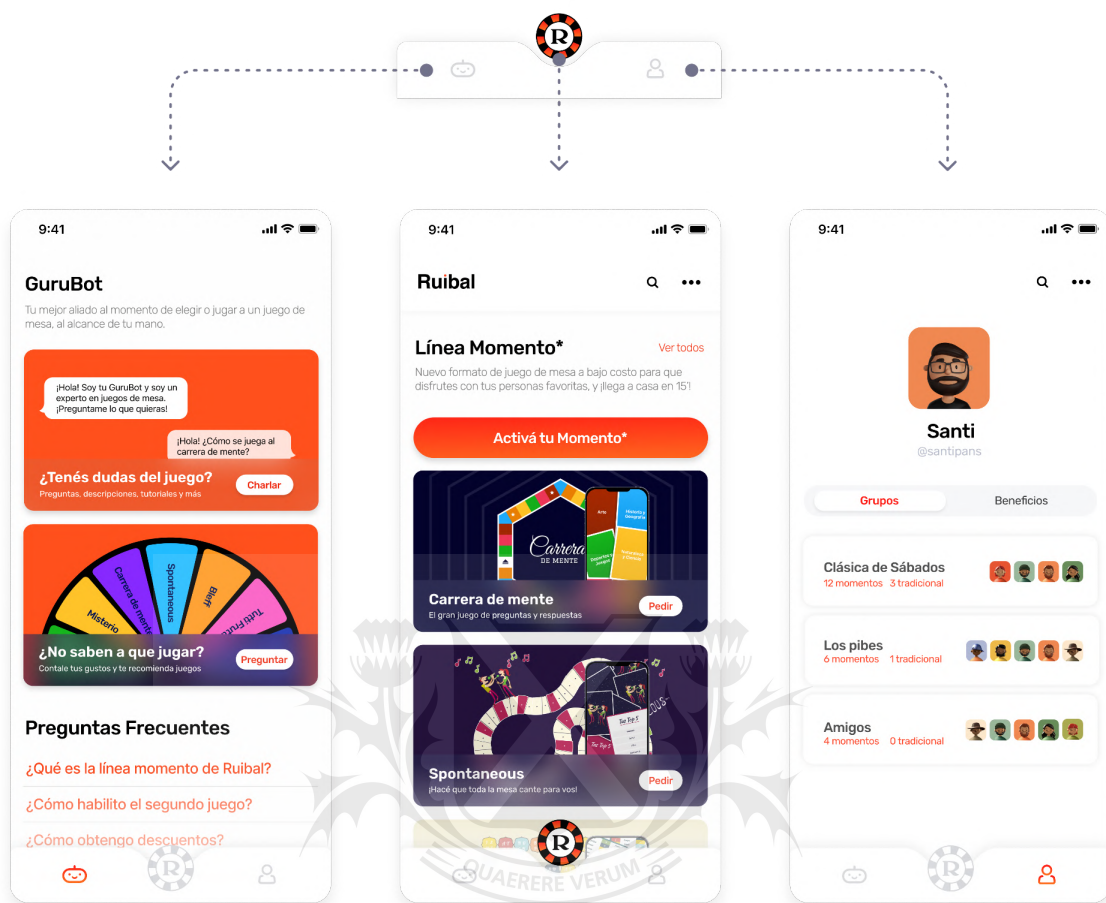 R
9:41
GuruBot
Tu mejor aliado al momento de elegir o jugar a un juego de
mesa, al alcance de tu mano.
¡Hola! Soy tu GuruBot y soy un
experto en juegos de mesa.
¡Preguntame lo que quieras!
¡Hola! ¿Cómo se juega al
carrera de mente?
¿Tenés dudas del juego?
Preguntas, descripciones, tutoriales y más
Charlar
Misterio
Carrera de mente
Spontaneous
Bleff
Tutti Frutti
¿No saben a que jugar?
Contale tus gustos y te recomienda juegos
Preguntar
Preguntas Frecuentes
¿Qué es la línea momento de Ruibal?
¿Cómo habilito el segundo juego?
¿Cómo obtengo descuentos?
R
9:41
Ruibal
Línea Momento*
Ver todos
Nuevo formato de juego de mesa a bajo costo para que
disfrutes con tus personas favoritas, y ¡llega a casa en 15'!
Activá tu Momento*
Arte
Historia y
Geografía
Deportes y
Juegos
Carrera
DE MENTE
Carrera de mente
El gran juego de preguntas y respuestas
Pedir
The Top 5
The Top 5
Spontaneous
¡Hacé que toda la mesa cante para vos!
Pedir
R
QUAERERE VERUM
9:41
Santi
@santipans
Grupos
Beneficios
Clásica de Sábados
12 momentos 3 tradicional
Los pibes
6 momentos 1 tradicional
Amigos
4 momentos 0 tradicional
R